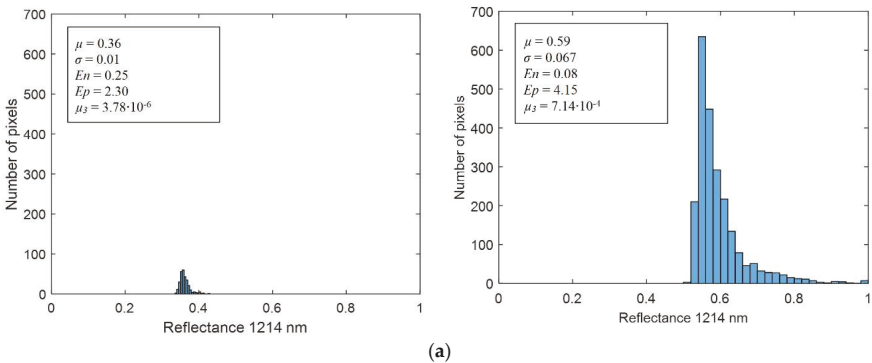 700
600
500
400
300
200
100
0
Number of pixels
μ = 0.36
σ = 0.01
En = 0.25
Ep = 2.30
μ₃ = 3.78·10⁻⁶
0 0.2 0.4 0.6 0.8 1
Reflectance 1214 nm
700
600
500
400
300
200
100
0
Number of pixels
μ = 0.59
σ = 0.067
En = 0.08
Ep = 4.15
μ₃ = 7.14·10⁻⁴
0 0.2 0.4 0.6 0.8 1
Reflectance 1214 nm
(a)